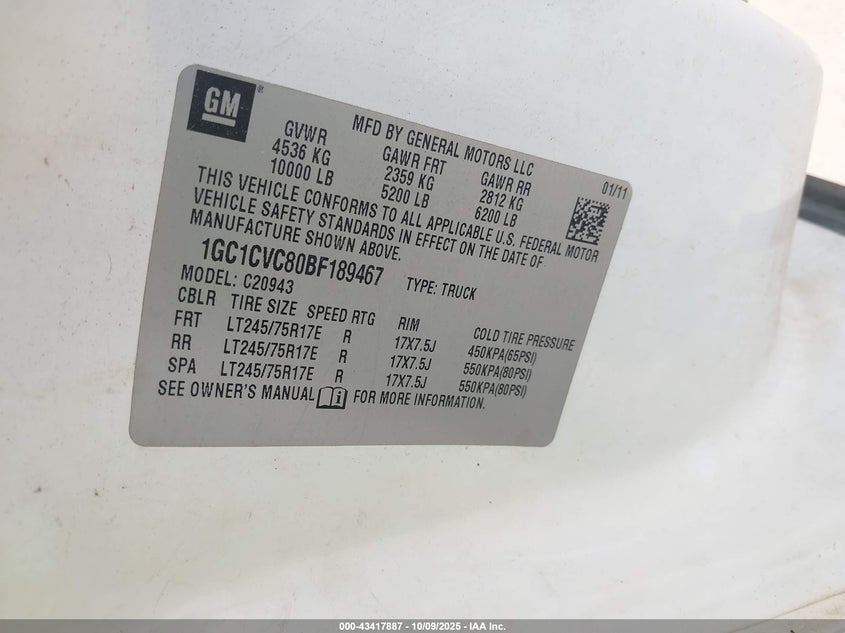 GM®
MFD BY GENERAL MOTORS LLC
01/11
GVWR GAWR FRT GAWR RR
4536 KG 2359 KG 2812 KG
10000 LB 5200 LB 6200 LB
THIS VEHICLE CONFORMS TO ALL APPLICABLE U.S. FEDERAL MOTOR
VEHICLE SAFETY STANDARDS IN EFFECT ON THE DATE OF
MANUFACTURE SHOWN ABOVE.
1GC1CVC80BF189467 TYPE: TRUCK
MODEL: C20943
CBLR TIRE SIZE SPEED RTG RIM COLD TIRE PRESSURE
FRT LT245/75R17E R 17X7.5J 450KPA(65PSI)
RR LT245/75R17E R 17X7.5J 550KPA(80PSI)
SPA LT245/75R17E R 17X7.5J 550KPA(80PSI)
SEE OWNER'S MANUAL i FOR MORE INFORMATION.
000-43417887 | 10/09/2025 - IAA Inc.